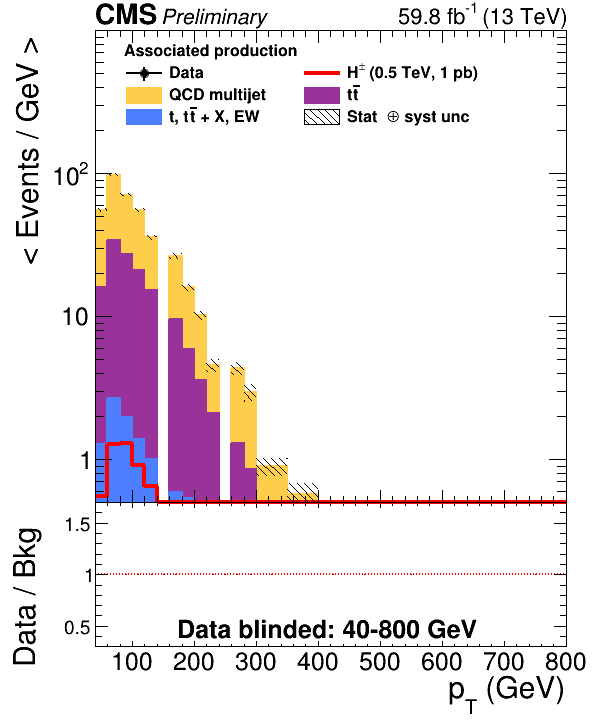 CMS Preliminary 59.8 fb⁻¹ (13 TeV)
< Events / GeV >
Associated production
Data
H± (0.5 TeV, 1 pb)
QCD multijet
tt̄
t, tt̄ + X, EW
Stat ⊕ syst unc
10²
10
1
Data / Bkg
1.5
1
0.5
Data blinded: 40-800 GeV
100 200 300 400 500 600 700 800
p_T (GeV)